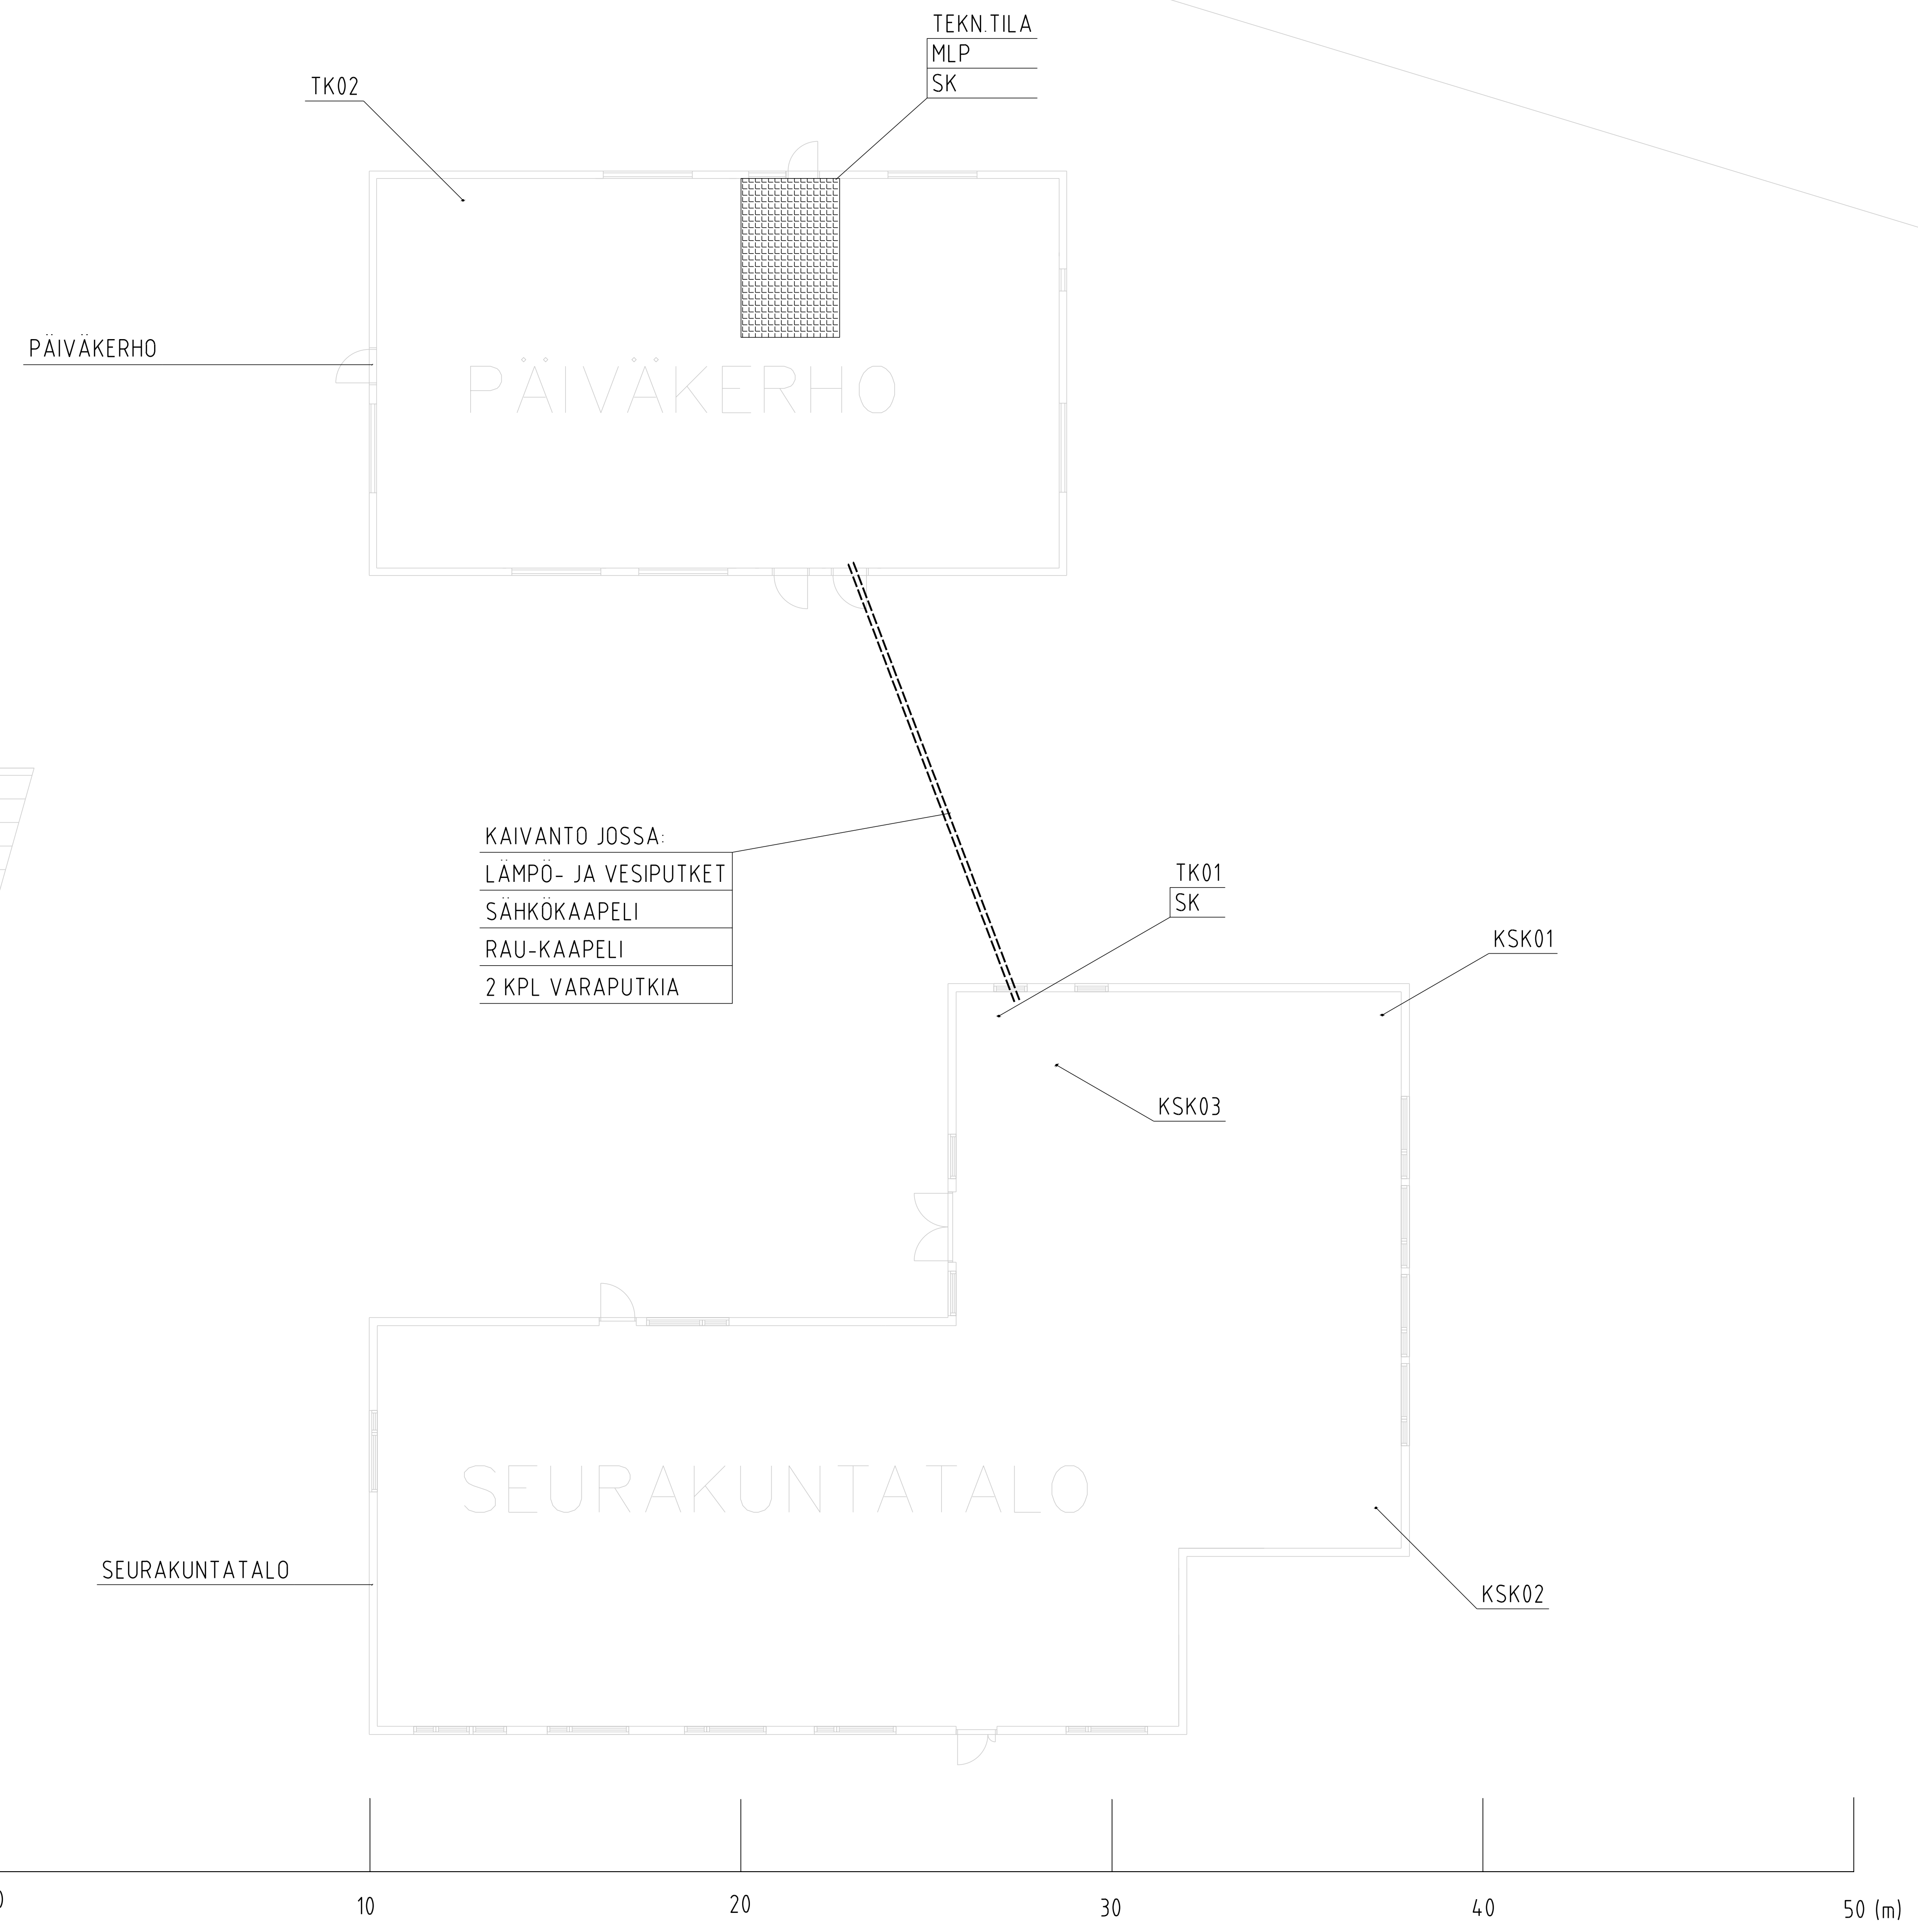 TEKN.TILA
MLP
SK
TK02
PÄIVÄKERHO
PÄIVÄKERHO
KAIVANTO JOSSA:
LÄMPÖ- JA VESIPUTKET
SÄHKÖKAAPELI
RAU-KAAPELI
2 KPL VARAPUTKIA
TK01
SK
KSK01
KSK03
SEURAKUNTATALO
SEURAKUNTATALO
KSK02
10 20 30 40 50 (m)